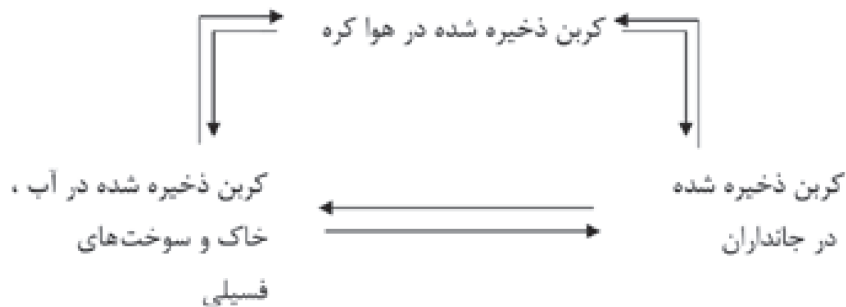 کربن ذخیره شده در هوا کره
کربن ذخیره شده
در جانداران
کربن ذخیره شده در آب ،
خاک و سوخت‌های
فسیلی